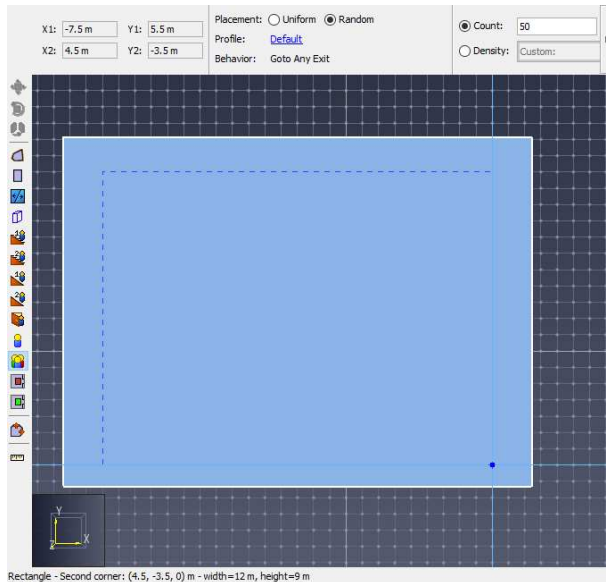 X1: -7.5 m Y1: 5.5 m
X2: 4.5 m Y2: -3.5 m
Placement: Uniform Random
Profile: Default
Behavior: Goto Any Exit
Count: 50
Density: Custom:
Y
Z X
Rectangle - Second corner: (4.5, -3.5, 0) m - width=12 m, height=9 m